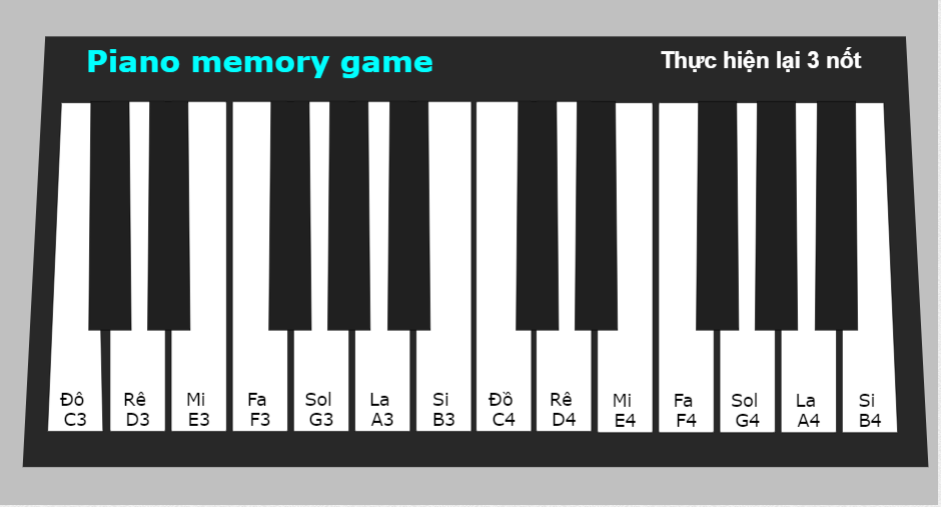 Piano memory game
Thực hiện lại 3 nốt
Đô Rê Mi Fa Sol La Si Đồ Rê Mi Fa Sol La Si
C3 D3 E3 F3 G3 A3 B3 C4 D4 E4 F4 G4 A4 B4